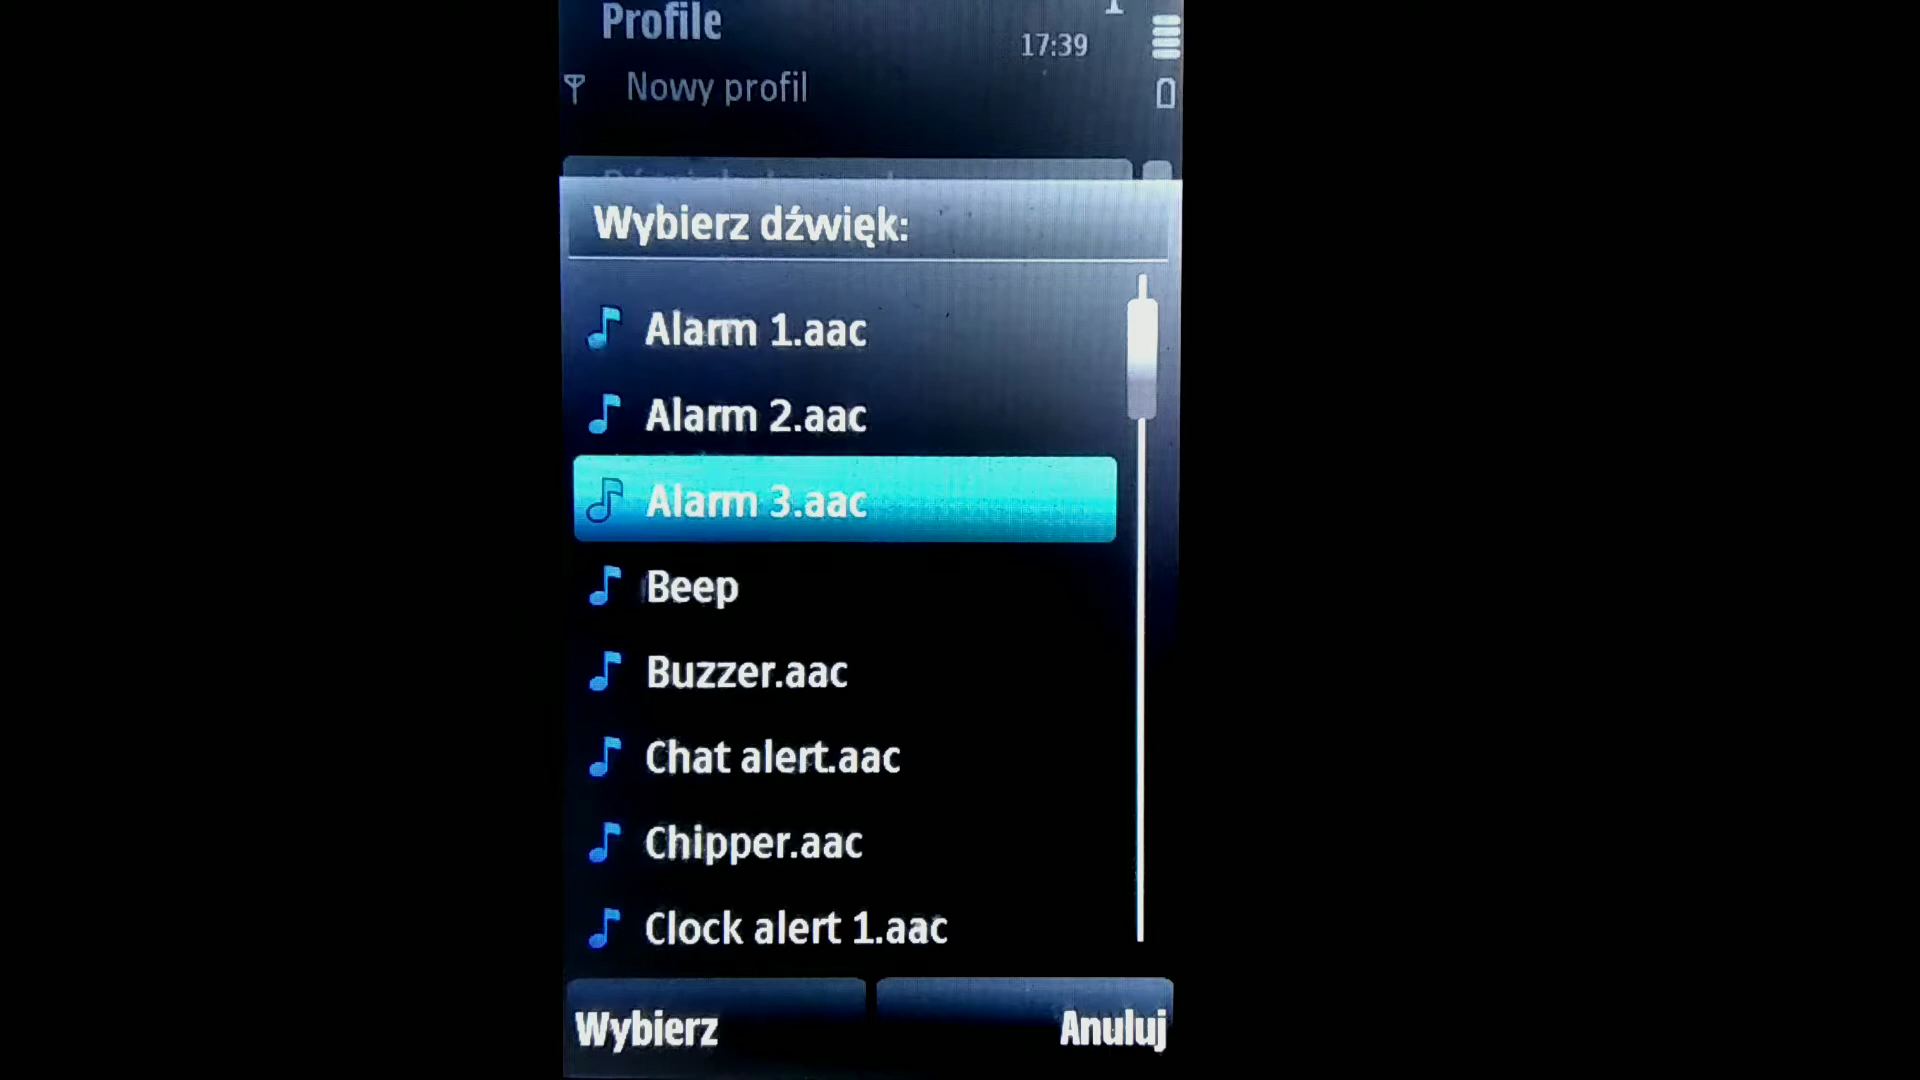 Profile
17:39
Nowy profil
Wybierz dźwięk:
Alarm 1.aac
Alarm 2.aac
Alarm 3.aac
Beep
Buzzer.aac
Chat alert.aac
Chipper.aac
Clock alert 1.aac
Wybierz
Anuluj